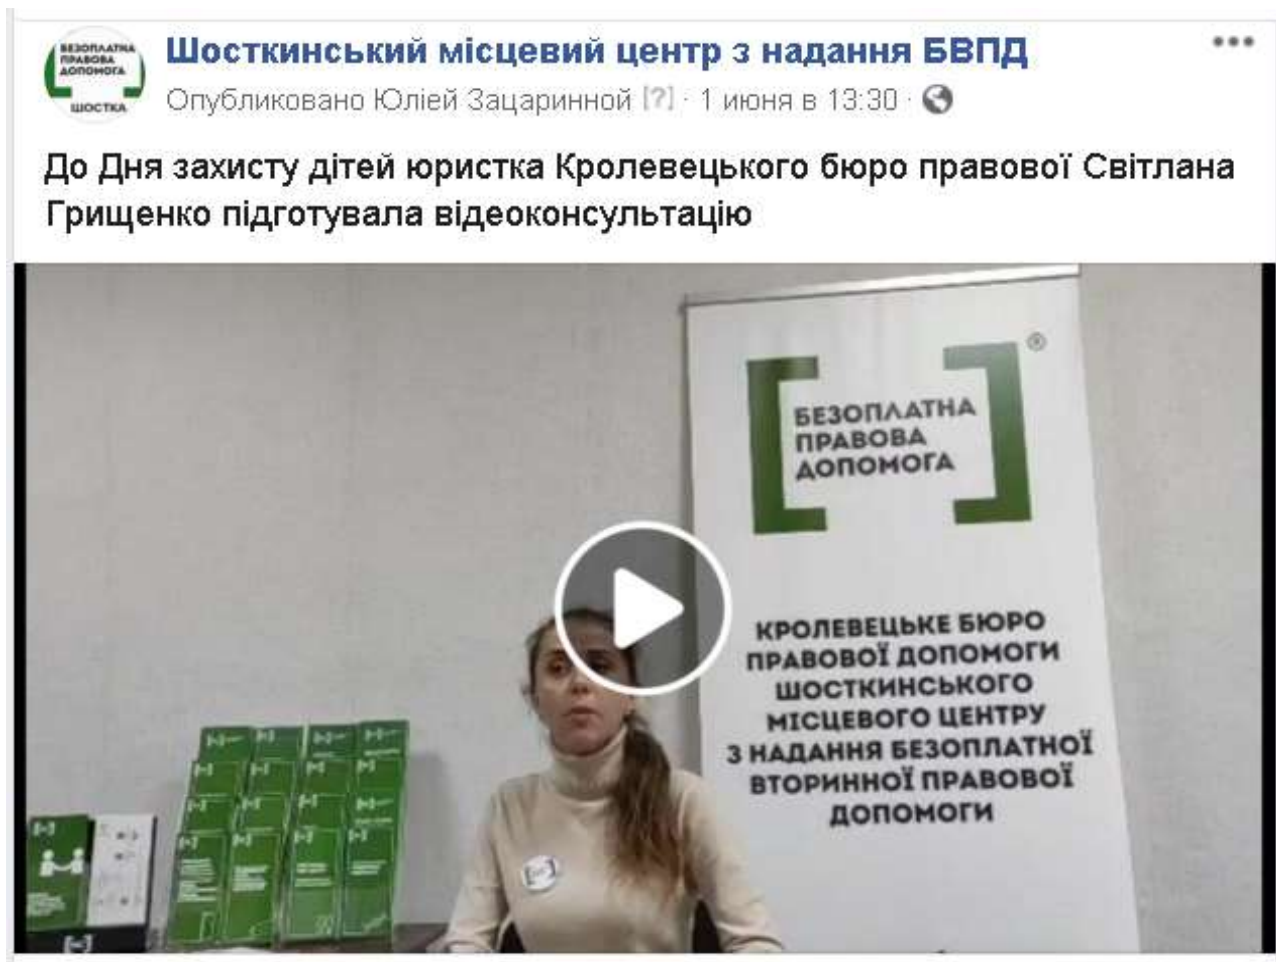 БЕЗОПЛАТНА
ПРАВОВА
ДОПОМОГА
ШОСТКА
Шосткинський місцевий центр з надання БВПД
Опубликовано Юлією Зацаринной [?] · 1 июня в 13:30 ·
До Дня захисту дітей юристка Кролевецького бюро правової Світлана
Грищенко підготувала відеоконсультацію
БЕЗОПЛАТНА
ПРАВОВА
ДОПОМОГА
®
КРОЛЕВЕЦЬКЕ БЮРО
ПРАВОВОЇ ДОПОМОГИ
ШОСТКИНСЬКОГО
МІСЦЕВОГО ЦЕНТРУ
З НАДАННЯ БЕЗОПЛАТНОЇ
ВТОРИННОЇ ПРАВОВОЇ
ДОПОМОГИ